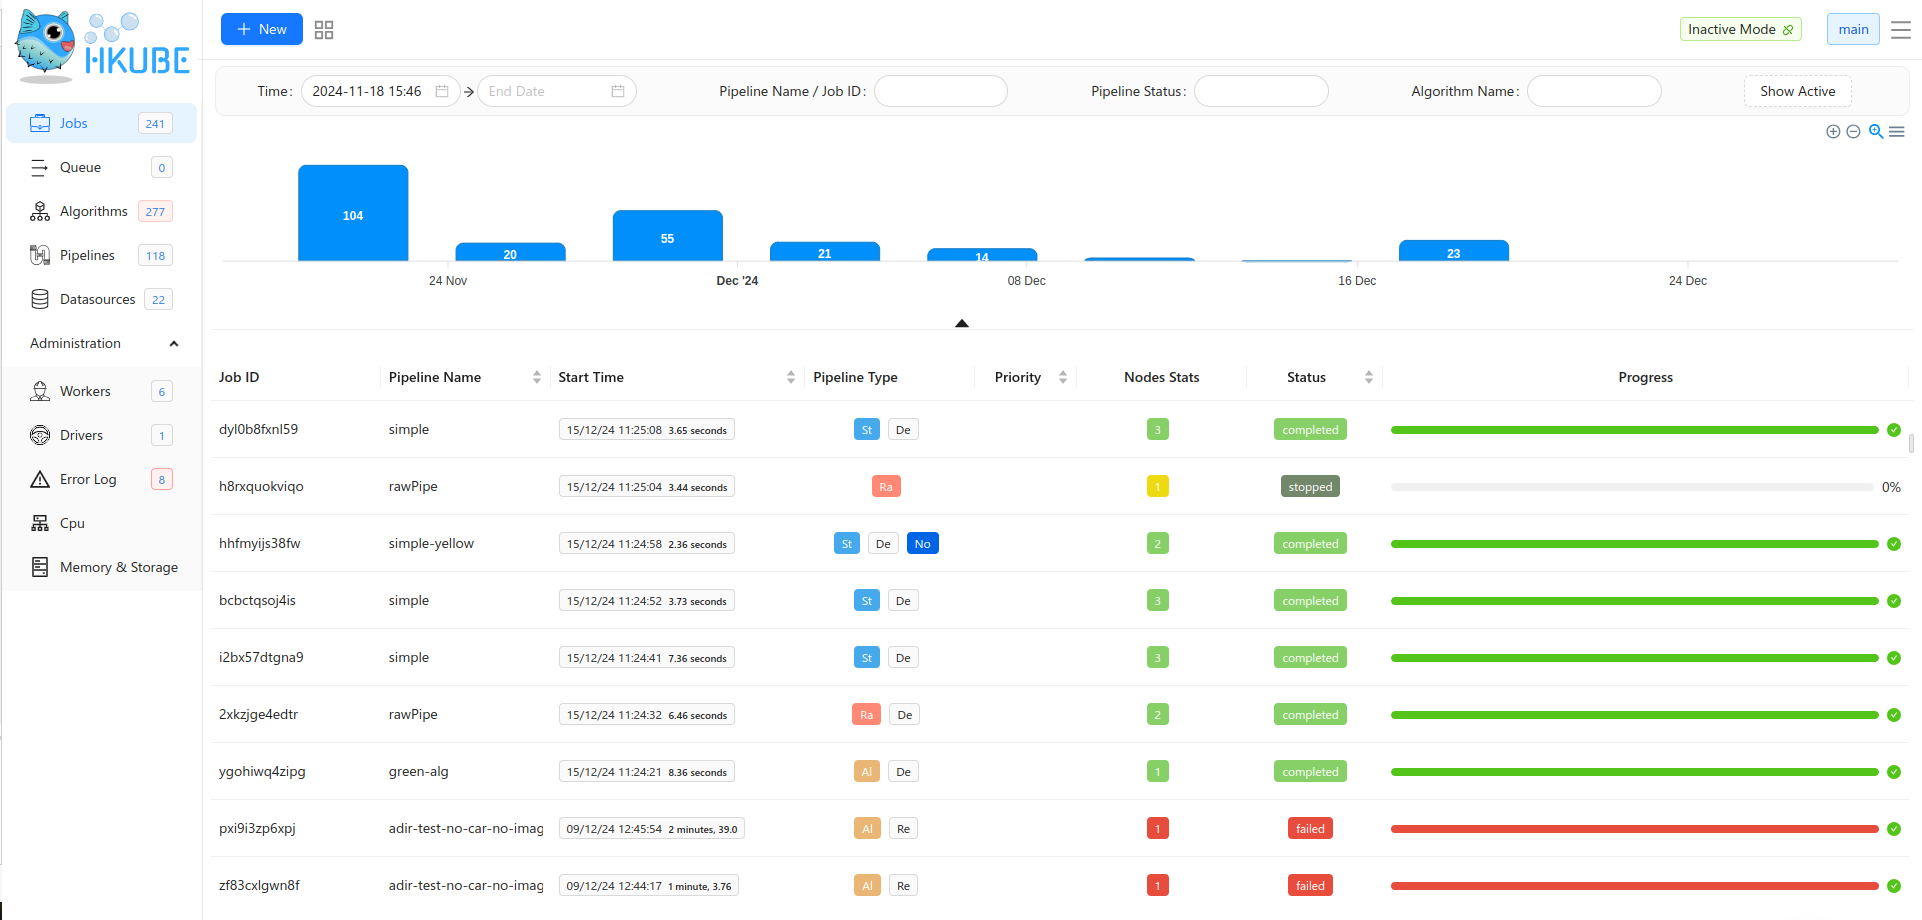 HKUBE
New
Inactive Mode
main
Time: 2024-11-18 15:46 End Date Pipeline Name / Job ID: Pipeline Status: Algorithm Name: Show Active
Jobs 241
Queue 0
Algorithms 277
Pipelines 118
Datasources 22
Administration
Workers 6
Drivers 1
Error Log 8
Cpu
Memory & Storage
104 20 55 21 14 23
24 Nov Dec '24 08 Dec 16 Dec 24 Dec
Job ID Pipeline Name Start Time Pipeline Type Priority Nodes Stats Status Progress
dyl0b8fxnl59 simple 15/12/24 11:25:08 3.65 seconds St De 3 completed
h8rxquokviqo rawPipe 15/12/24 11:25:04 3.44 seconds Ra 1 stopped 0%
hhfmyijs38fw simple-yellow 15/12/24 11:24:58 2.36 seconds St De No 2 completed
bcbctqsoj4is simple 15/12/24 11:24:52 3.73 seconds St De 3 completed
i2bx57dtgna9 simple 15/12/24 11:24:41 7.36 seconds St De 3 completed
2xkzjge4edtr rawPipe 15/12/24 11:24:32 6.46 seconds Ra De 2 completed
ygohiwq4zipg green-alg 15/12/24 11:24:21 8.36 seconds Al De 1 completed
pxi9i3zp6xpj adir-test-no-car-no-imag 09/12/24 12:45:54 2 minutes, 39.0 Al Re 1 failed
zf83cxlgwn8f adir-test-no-car-no-imag 09/12/24 12:44:17 1 minute, 3.76 Al Re 1 failed